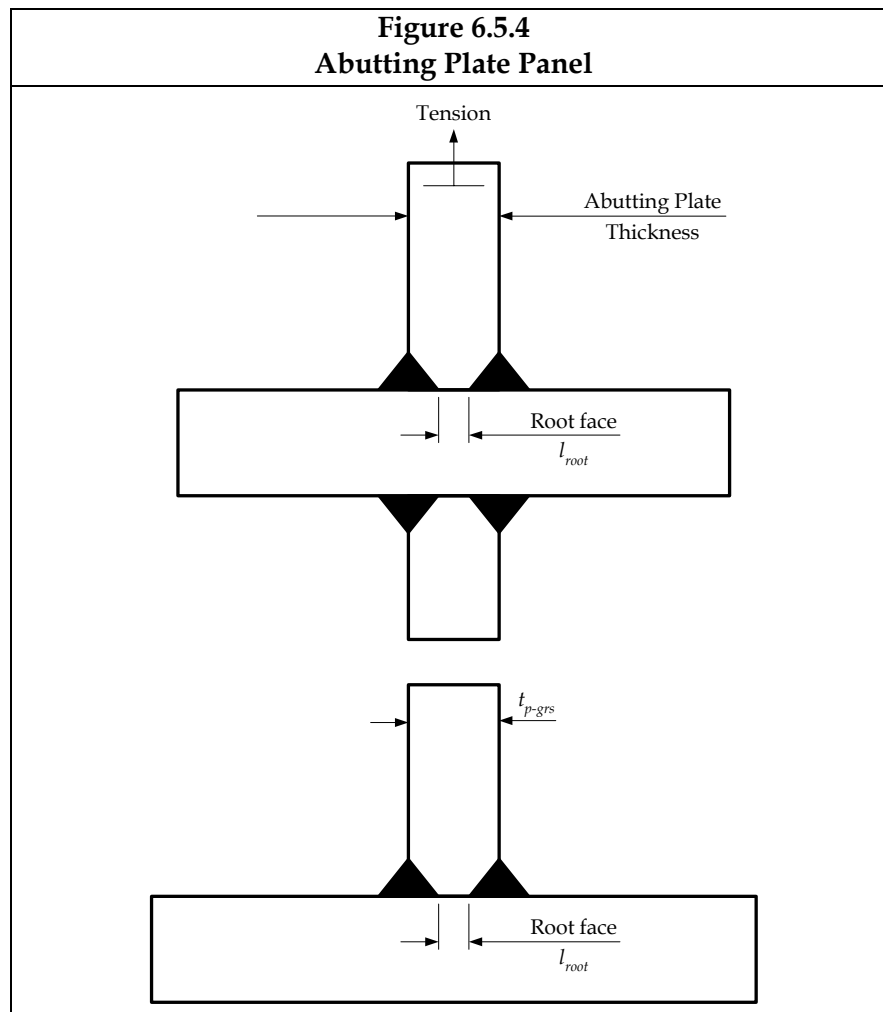 Figure 6.5.4
Abutting Plate Panel
Tension
Abutting Plate
Thickness
Root face
l_root
t_p-grs
Root face
l_root